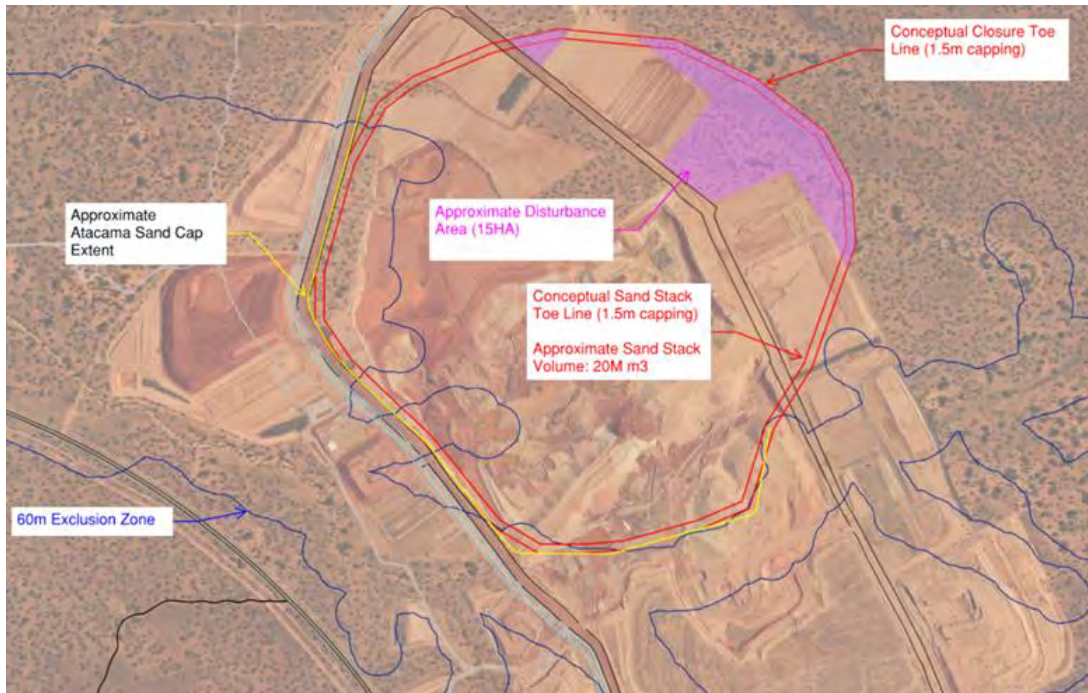 Conceptual Closure Toe
Line (1.5m capping)
Approximate
Atacama Sand Cap
Extent
Approximate Disturbance
Area (15HA)
Conceptual Sand Stack
Toe Line (1.5m capping)
Approximate Sand Stack
Volume: 20M m3
60m Exclusion Zone